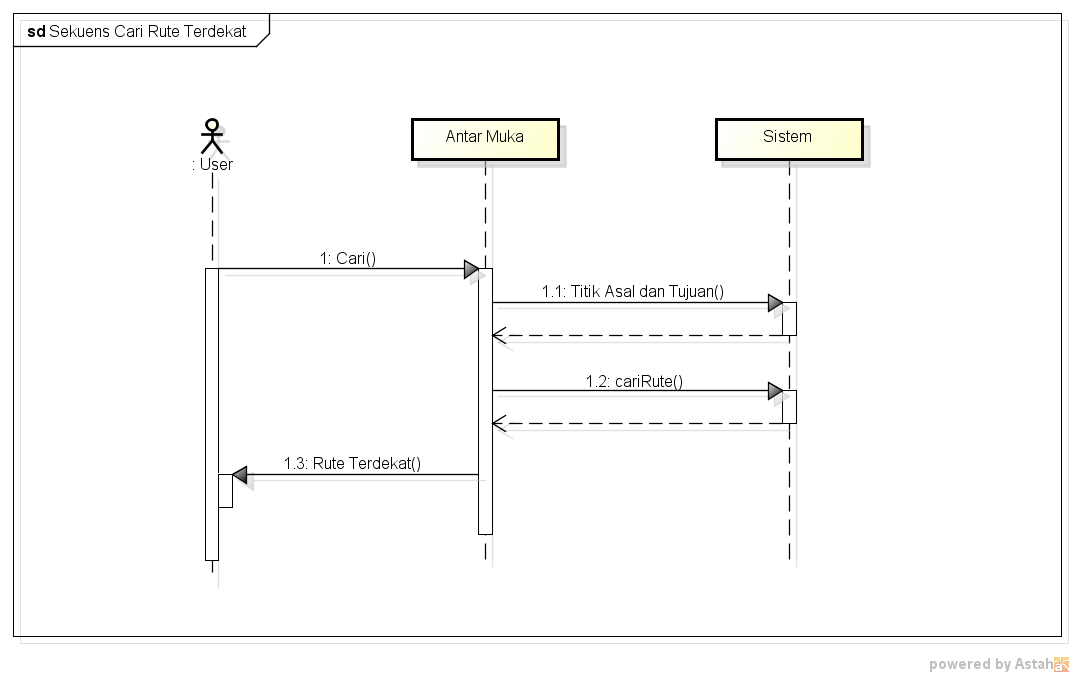 sd Sekuens Cari Rute Terdekat
: User
Antar Muka
Sistem
1: Cari()
1.1: Titik Asal dan Tujuan()
1.2: cariRute()
1.3: Rute Terdekat()
powered by Astah